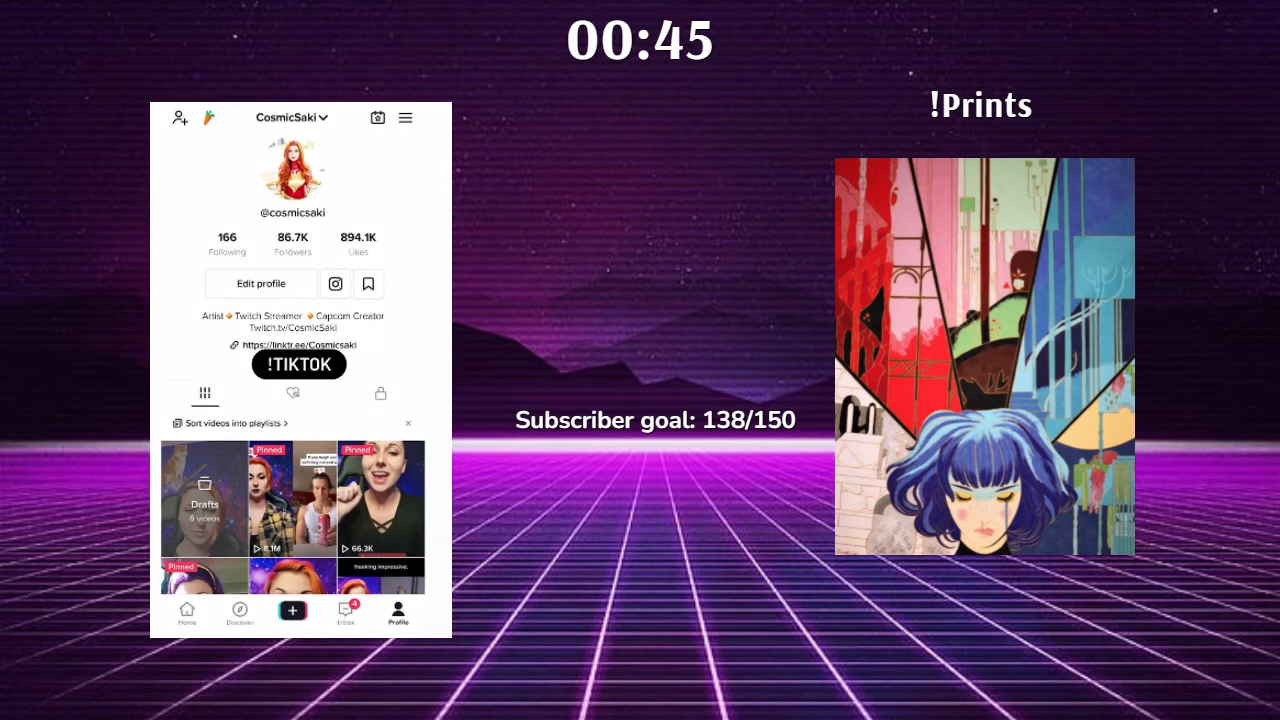 00:45
!Prints
CosmicSaki
@cosmicsaki
166 86.7K 894.1K
Following Followers Likes
Edit profile
Artist Twitch Streamer Capcom Creator
Twitch.tv/CosmicSaki
https://linktr.ee/Cosmicsaki
!TIKTOK
Sort videos into playlists
Subscriber goal: 138/150
Pinned Pinned
Drafts
6 videos
8.1M 66.3K
Pinned
freaking impressive.
4
Home Discover Inbox Profile